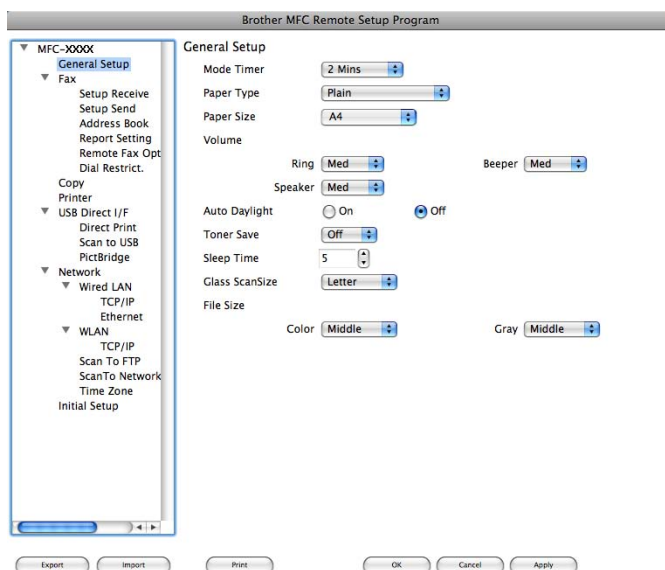 Brother MFC Remote Setup Program
MFC-XXXX
General Setup
Fax
Setup Receive
Setup Send
Address Book
Report Setting
Remote Fax Opt
Dial Restrict.
Copy
Printer
USB Direct I/F
Direct Print
Scan to USB
PictBridge
Network
Wired LAN
TCP/IP
Ethernet
WLAN
TCP/IP
Scan To FTP
ScanTo Network
Time Zone
Initial Setup
General Setup
Mode Timer 2 Mins
Paper Type Plain
Paper Size A4
Volume
Ring Med Beeper Med
Speaker Med
Auto Daylight On Off
Toner Save Off
Sleep Time 5
Glass ScanSize Letter
File Size
Color Middle Gray Middle
Export Import Print OK Cancel Apply